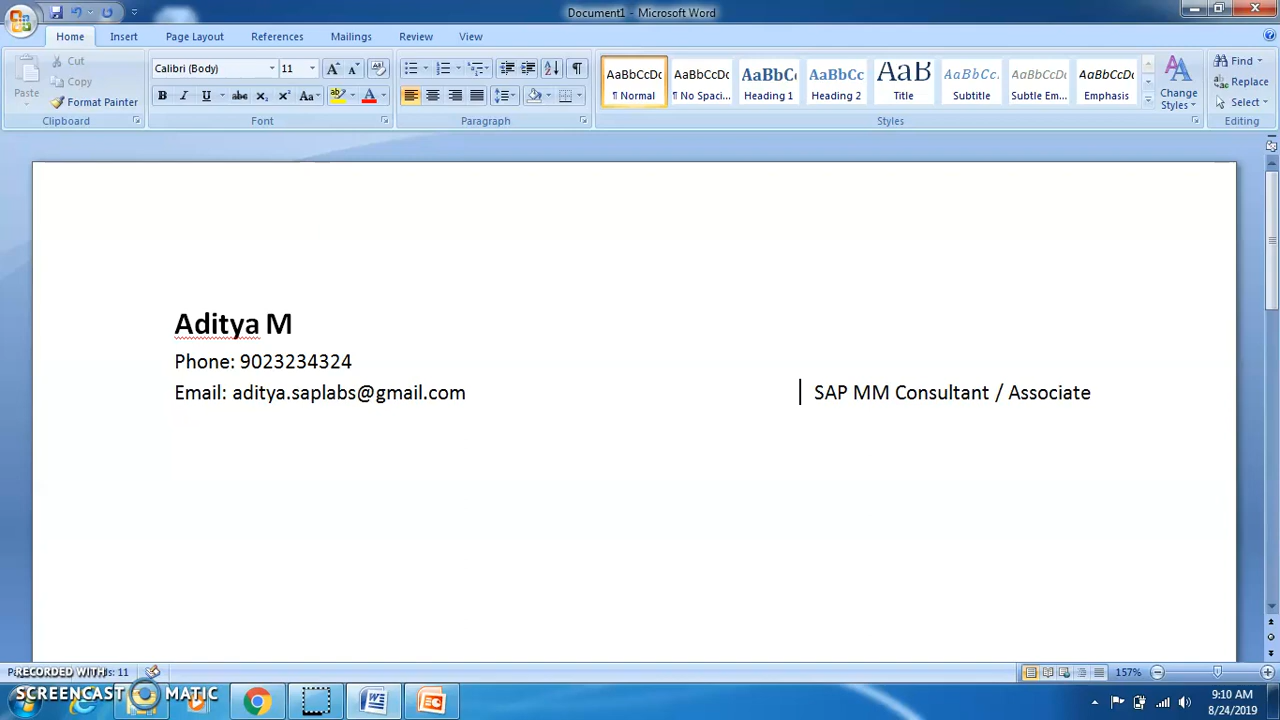 Document1 - Microsoft Word
Home Insert Page Layout References Mailings Review View
Paste Cut Copy Format Painter Clipboard
Calibri (Body) 11 Font
Paragraph
AaBbCcDc AaBbCcDc AaBbC AaBbCc AaB AaBbCc. AaBbCcDc AaBbCcDc
¶ Normal ¶ No Spaci... Heading 1 Heading 2 Title Subtitle Subtle Em... Emphasis
Change Styles Styles
Find Replace Select Editing
Aditya M
Phone: 9023234324
Email: aditya.saplabs@gmail.com SAP MM Consultant / Associate
RECORDED WITH
SCREENCAST MATIC
: 11
157%
9:10 AM
8/24/2019